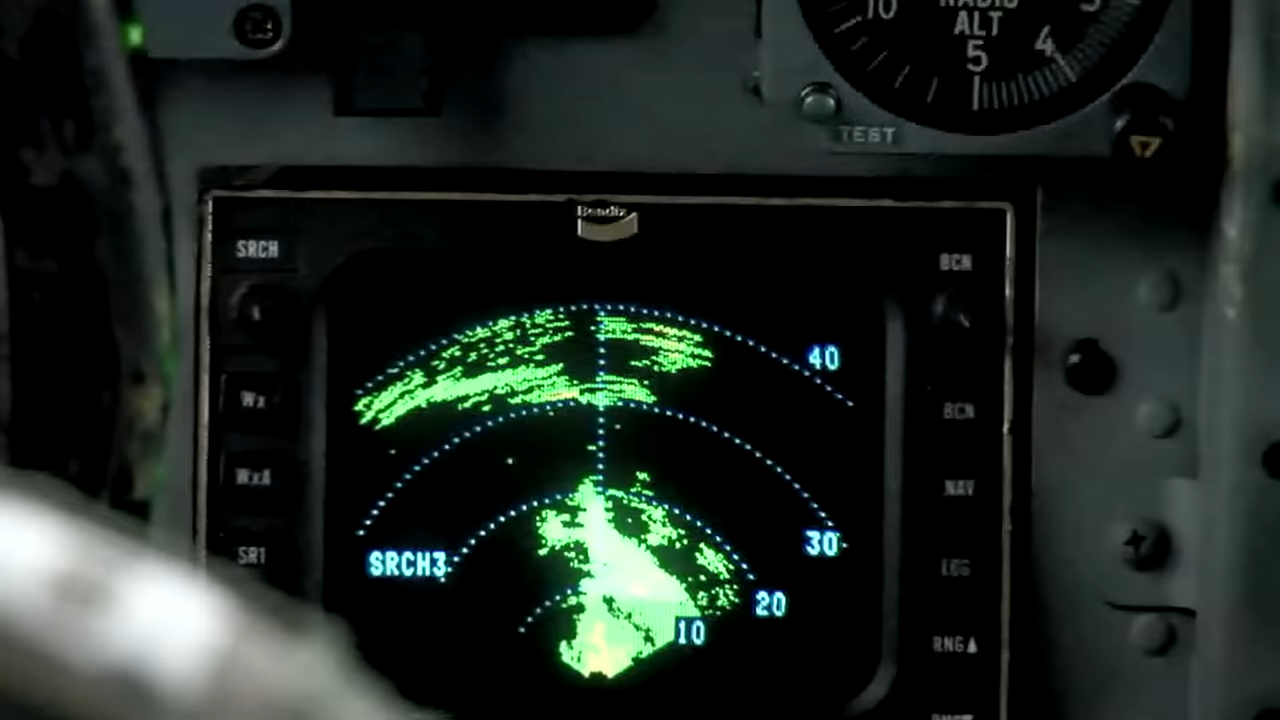 10
RADIO
ALT
5
4
TEST
Bendix
SRCH
BCN
40
Wx
BCN
WxA
NAV
SR1
30
SRCH3
LOG
20
10
RNG▲